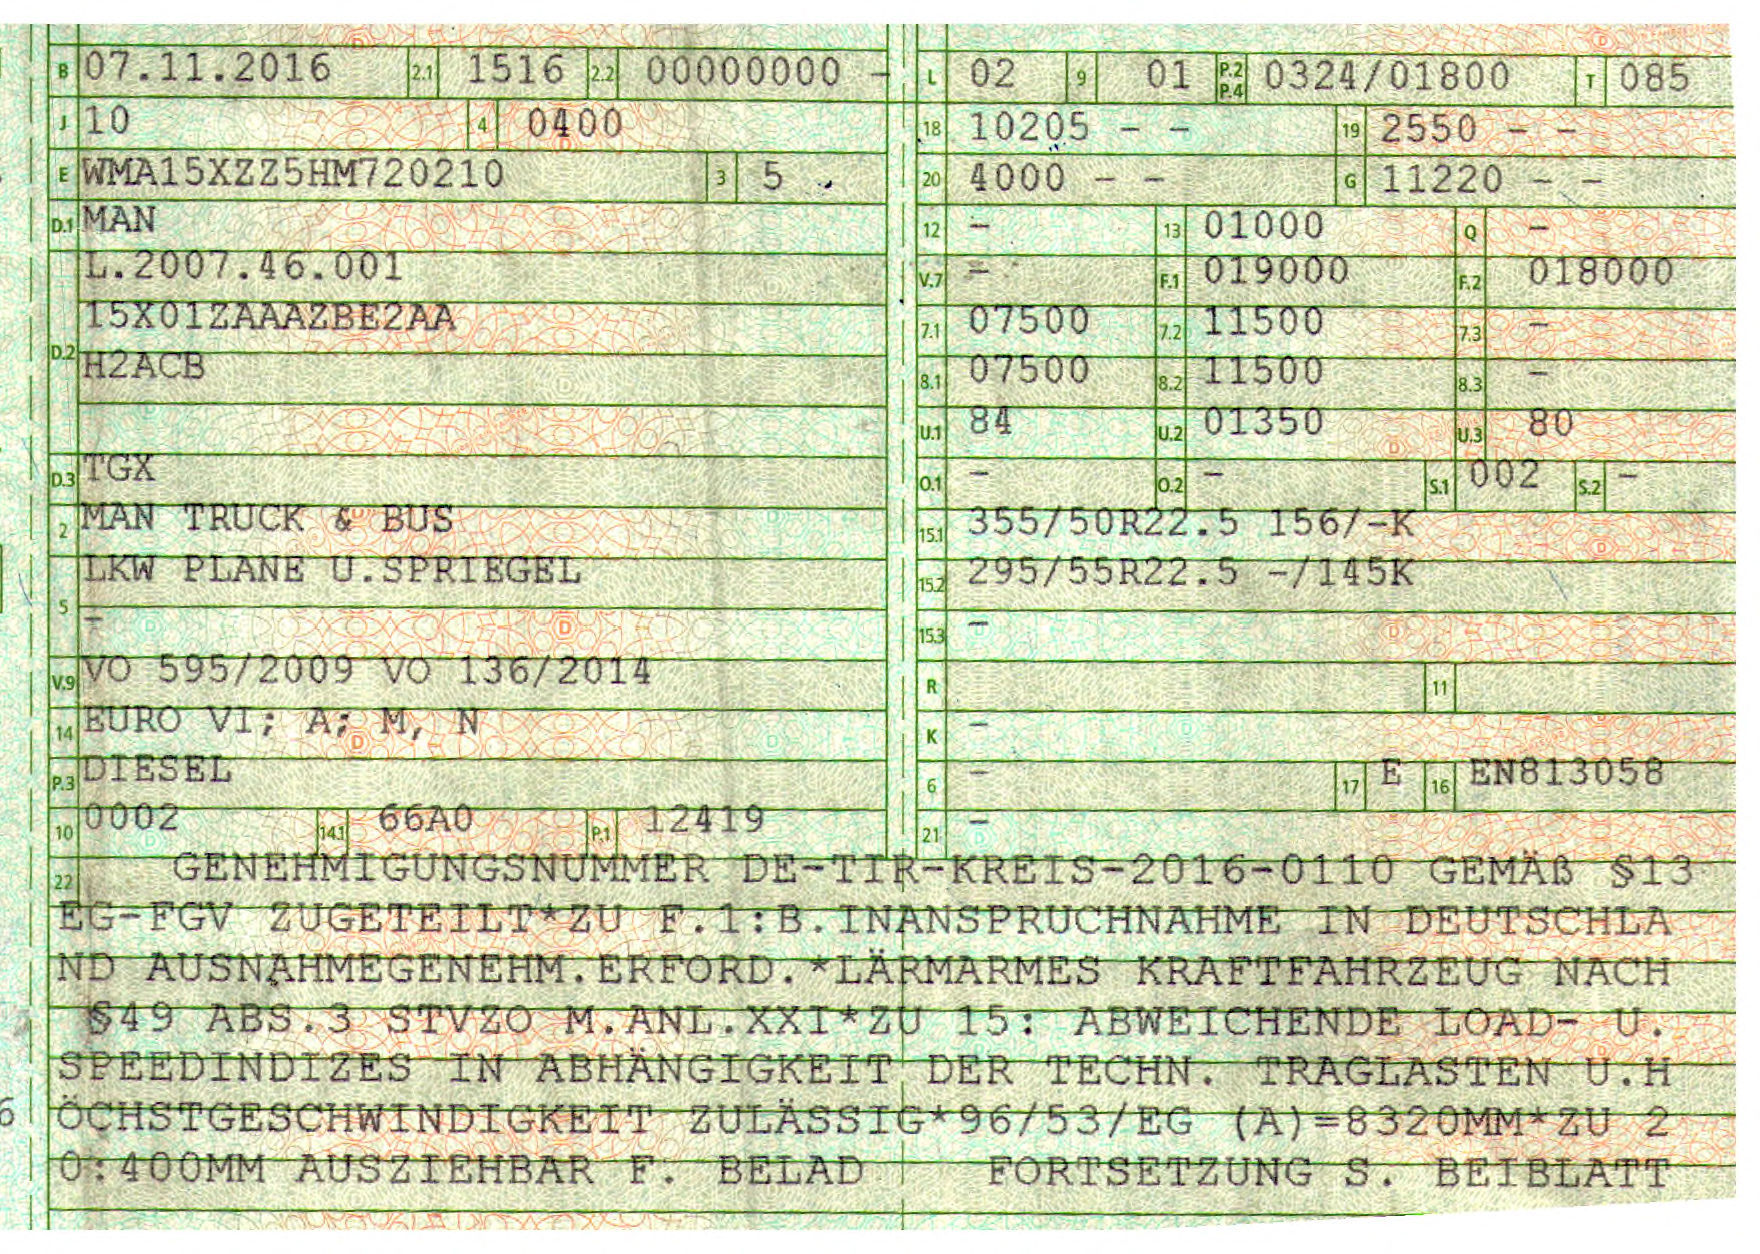 B 07.11.2016 2.1 1516 2.2 00000000 - L 02 9 01 P.2 P.4 0324/01800 T 085
J 10 4 0400 18 10205 - - 19 2550 - -
E WMA15XZZ5HM720210 3 5 20 4000 - - G 11220 - -
D.1 MAN 12 - 13 01000 Q -
L.2007.46.001 V.7 - F.1 019000 F.2 018000
15X01ZAAAZBE2AA 7.1 07500 7.2 11500 7.3 -
D.2 H2ACB 8.1 07500 8.2 11500 8.3 -
U.1 84 U.2 01350 U.3 80
D.3 TGX O.1 - O.2 - S.1 002 S.2 -
2 MAN TRUCK & BUS 15.1 355/50R22.5 156/-K
LKW PLANE U.SPRIEGEL 15.2 295/55R22.5 -/145K
5 - 15.3 -
V.9 VO 595/2009 VO 136/2014 R 11
14 EURO VI; A; M, N K -
P.3 DIESEL 6 - 17 E 16 EN813058
10 0002 14.1 66A0 P.1 12419 21 -
22 GENEHMIGUNGSNUMMER DE-TIR-KREIS-2016-0110 GEMÄß §13
EG-FGV ZUGETEILT*ZU F.1:B.INANSPRUCHNAHME IN DEUTSCHLA
ND AUSNAHMEGENEHM.ERFORD.*LÄRMARMES KRAFTFAHRZEUG NACH
§49 ABS.3 STVZO M.ANL.XXI*ZU 15: ABWEICHENDE LOAD- U.
SPEEDINDIZES IN ABHÄNGIGKEIT DER TECHN. TRAGLASTEN U.H
ÖCHSTGESCHWINDIGKEIT ZULÄSSIG*96/53/EG (A)=8320MM*ZU 2
0:400MM AUSZIEHBAR F. BELAD FORTSETZUNG S. BEIBLATT